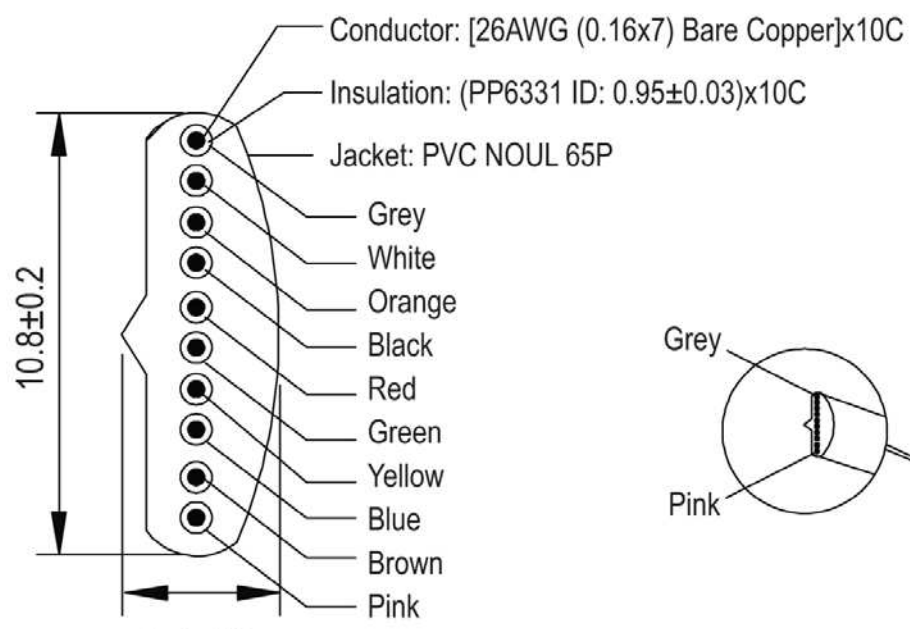 Conductor: [26AWG (0.16x7) Bare Copper]x10C
Insulation: (PP6331 ID: 0.95±0.03)x10C
Jacket: PVC NOUL 65P
Grey
White
Orange
Black
Red
Green
Yellow
Blue
Brown
Pink
10.8±0.2
Grey
Pink